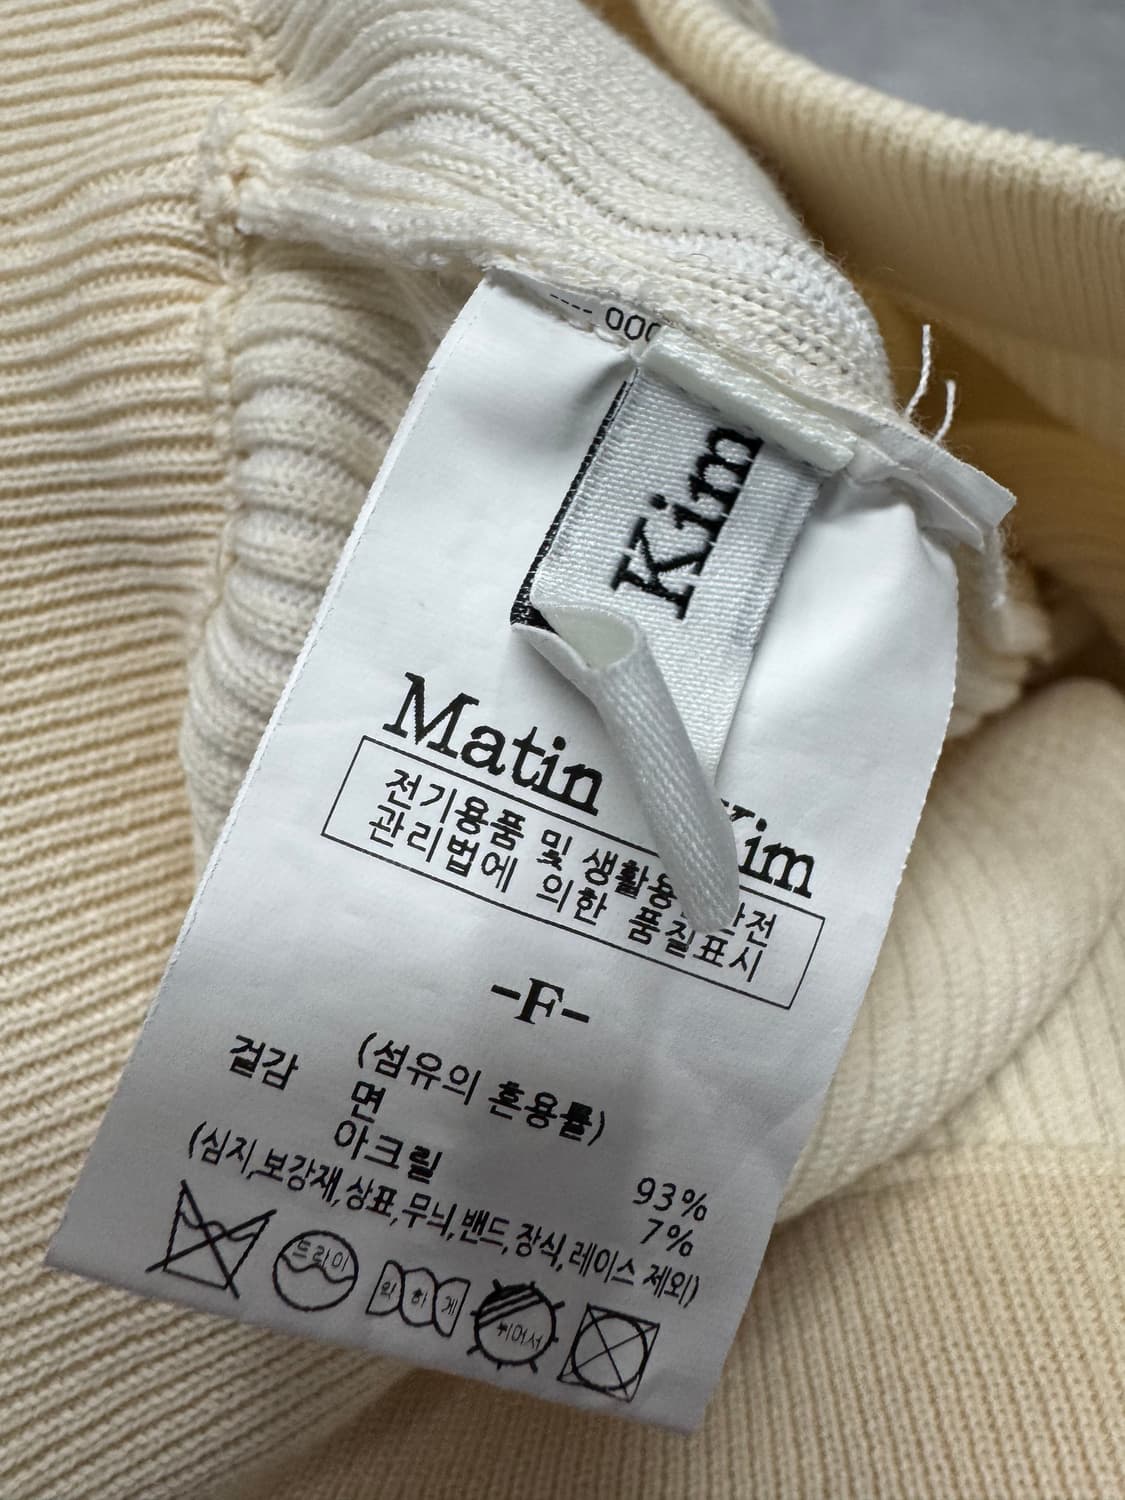 ---- 000
Kim
Matin Kim
전기용품 및 생활용 안전
관리법에 의한 품질표시
-F-
(섬유의 혼용률)
겉감
면 93%
아크릴 7%
(심지,보강재,상표,무늬,밴드,장식,레이스 제외)
드라이
약 하 게
뉘어서